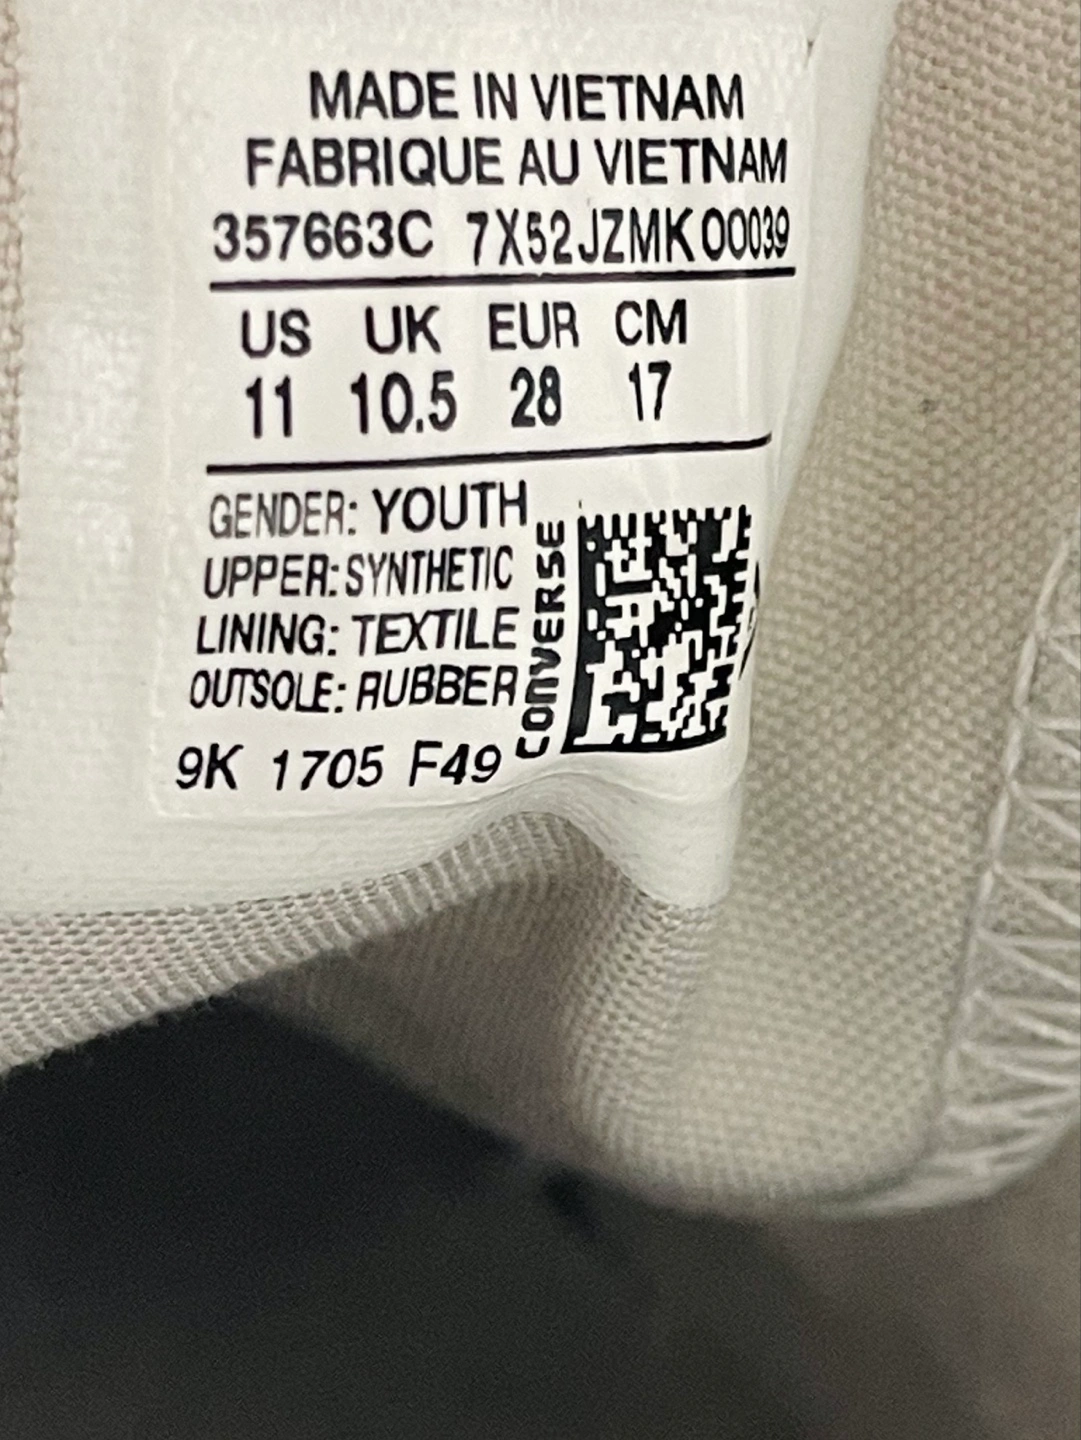 MADE IN VIETNAM
FABRIQUE AU VIETNAM
357663C 7X52JZMK00039
US UK EUR CM
11 10.5 28 17
GENDER: YOUTH
UPPER: SYNTHETIC
LINING: TEXTILE
OUTSOLE: RUBBER
CONVERSE
9K 1705 F49